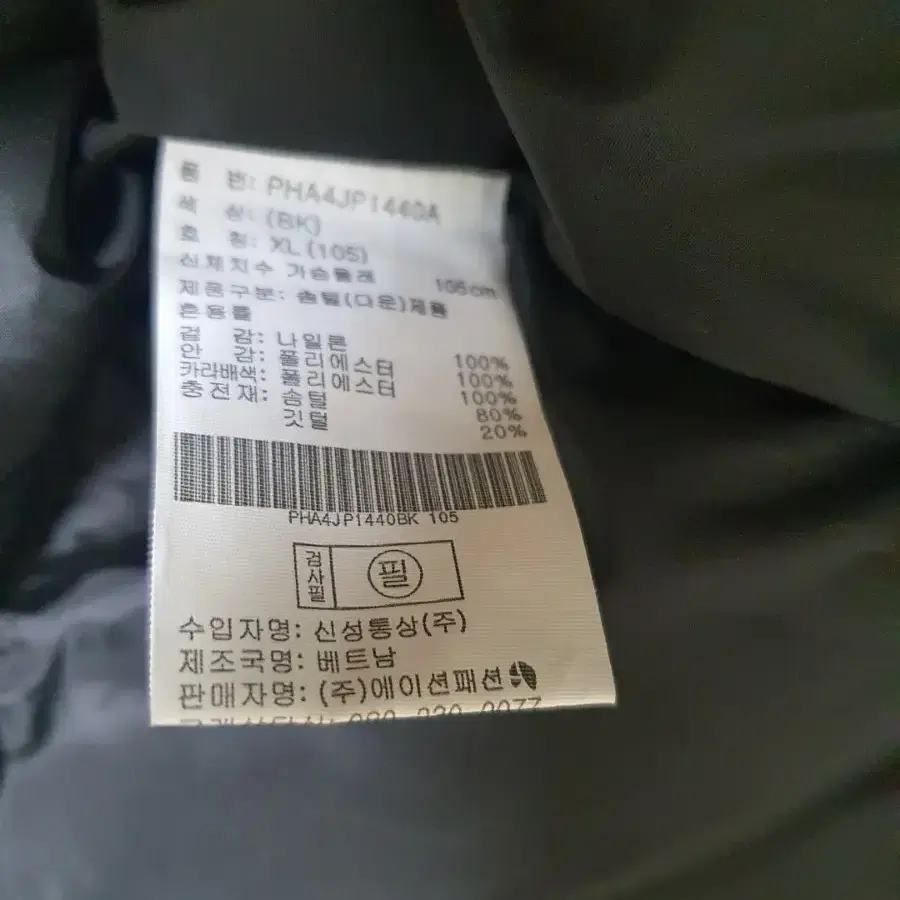 품 번: PHA4JP1440A
색 상: (BK)
호 칭: XL(105)
신체치수 가슴둘레 105cm
제품구분: 솜털(다운)제품
혼용률
겉 감: 나일론 100%
안 감: 폴리에스터 100%
카라배색: 폴리에스터 100%
충전재: 솜털 80%
깃털 20%
PHA4JP1440BK 105
검사필 필
수입자명: 신성통상(주)
제조국명: 베트남
판매자명: (주)에이션패션